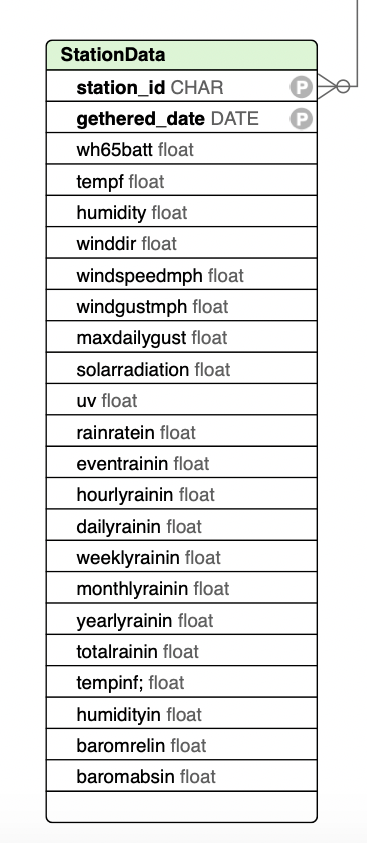 StationData
station_id CHAR P
gethered_date DATE P
wh65batt float
tempf float
humidity float
winddir float
windspeedmph float
windgustmph float
maxdailygust float
solarradiation float
uv float
rainratein float
eventrainin float
hourlyrainin float
dailyrainin float
weeklyrainin float
monthlyrainin float
yearlyrainin float
totalrainin float
tempinf; float
humidityin float
baromrelin float
baromabsin float